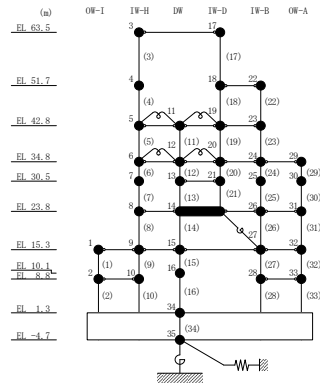 (m) OW-I IW-H DW IW-D IW-B OW-A
EL 63.5 3 17
(3) (17)
EL 51.7 4 18 22
(4) (18) (22)
EL 42.8 5 11 19 23
(5) (11) (19) (23)
EL 34.8 6 12 20 24 29
(6) (12) (20) (24) (29)
EL 30.5 7 13 21 25 30
(7) (13) (21) (25) (30)
EL 23.8 8 14 26 31
(8) (14) (26) (31)
EL 15.3 1 9 15 27 32
(1) (9) (15) (27) (32)
EL 10.1 16
EL 8.8 2 10 28 33
(2) (10) (16) (28) (33)
EL 1.3 34
(34)
EL -4.7 35